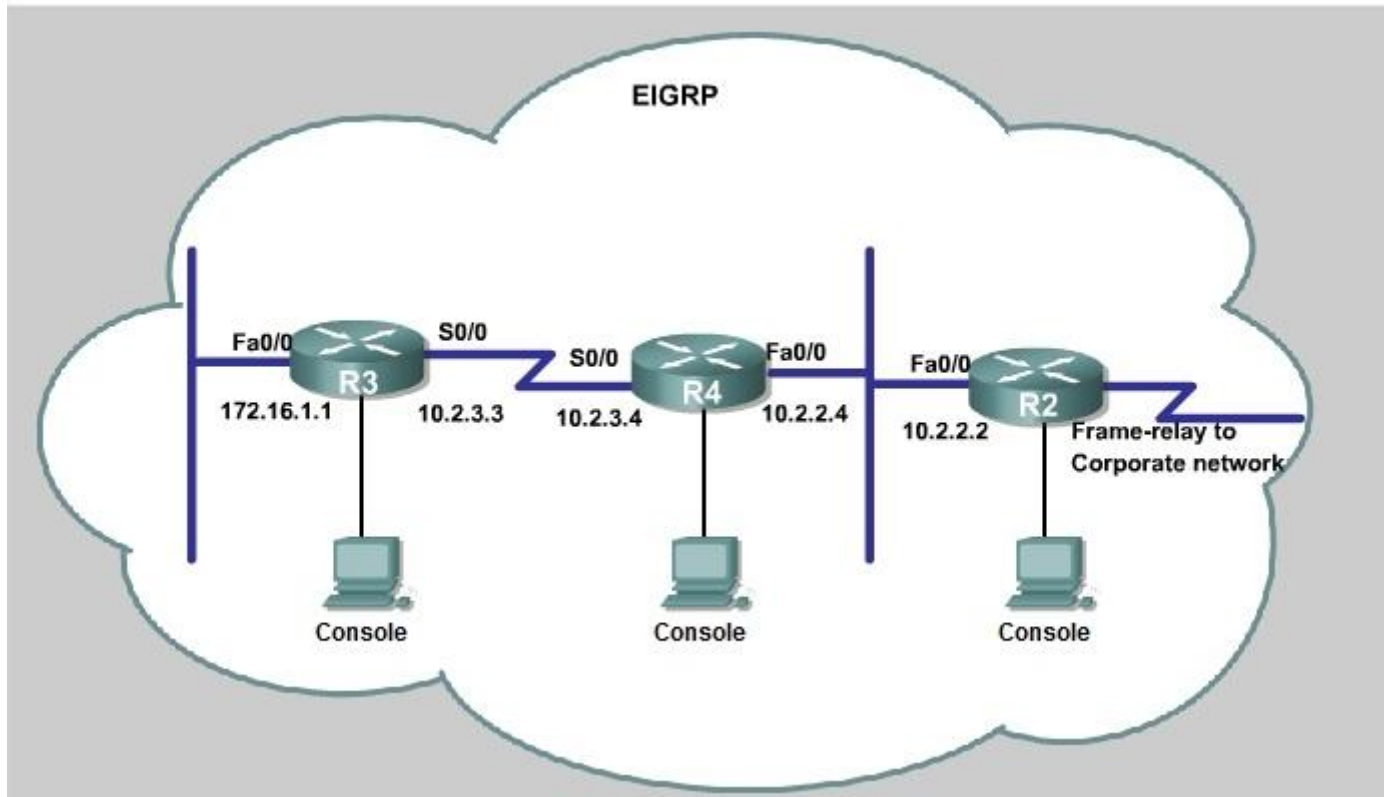 EIGRP
Fa0/0
S0/0
S0/0
Fa0/0
Fa0/0
R3
R4
R2
172.16.1.1
10.2.3.3
10.2.3.4
10.2.2.4
10.2.2.2
Frame-relay to
Corporate network
Console
Console
Console